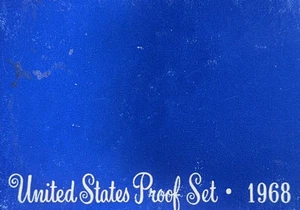 United States Proof Set • 1968